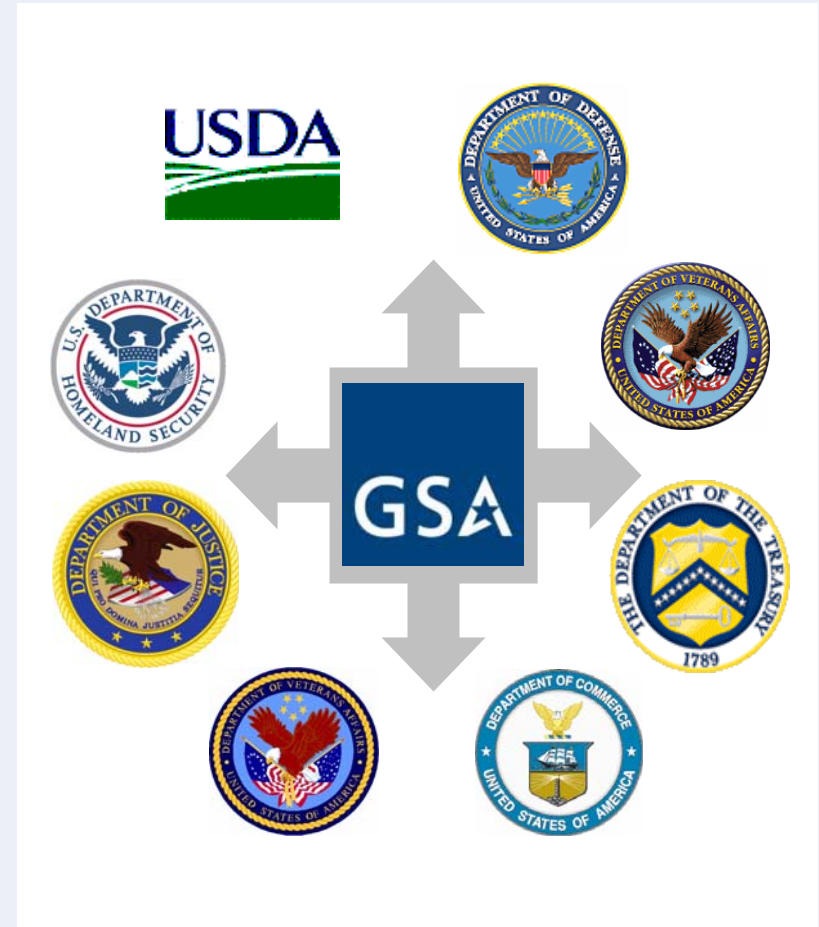 USDA
DEPARTMENT OF DEFENSE
UNITED STATES OF AMERICA
U.S. DEPARTMENT OF
HOMELAND SECURITY
DEPARTMENT OF VETERANS AFFAIRS
UNITED STATES OF AMERICA
GSA
DEPARTMENT OF JUSTICE
QUI PRO DOMINA JUSTITIA SEQUITUR
THE DEPARTMENT OF THE TREASURY
1789
DEPARTMENT OF VETERANS AFFAIRS
UNITED STATES OF AMERICA
DEPARTMENT OF COMMERCE
UNITED STATES OF AMERICA